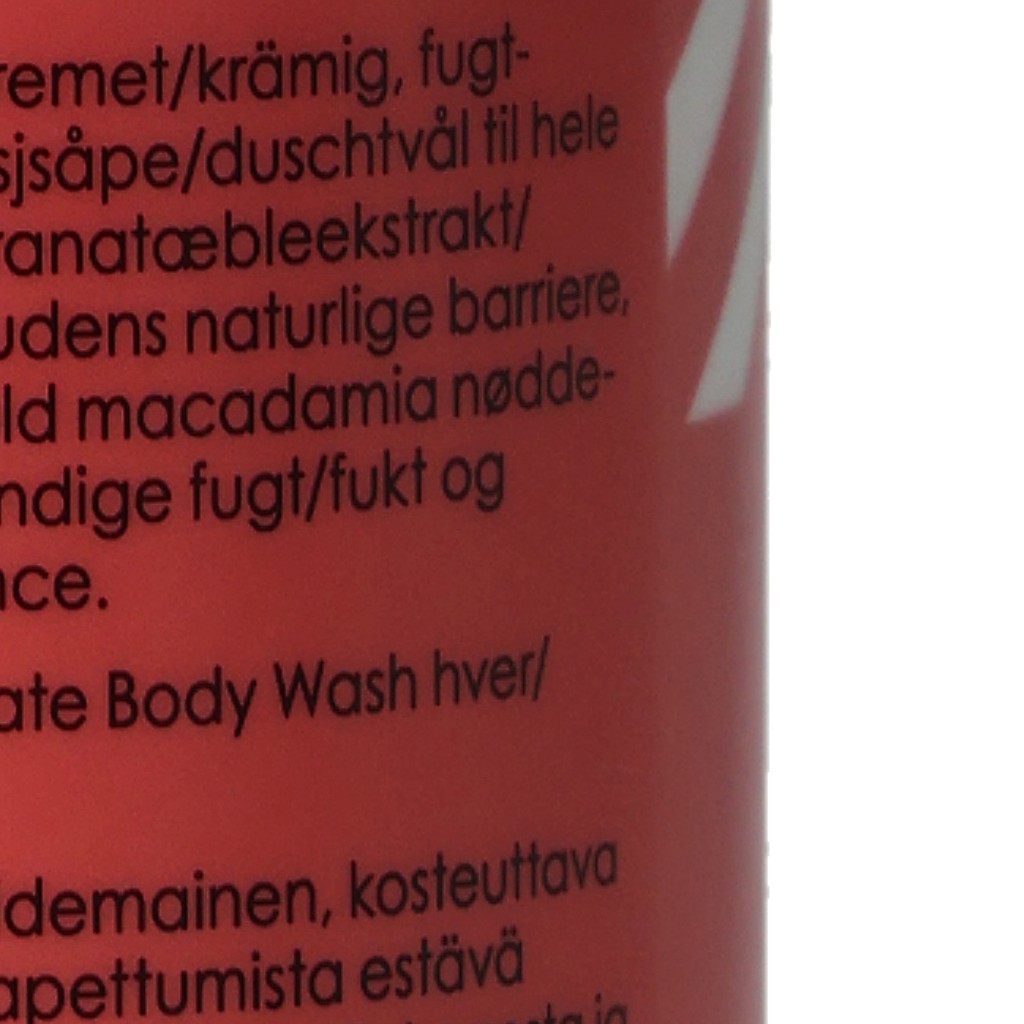 remet/krämig, fugt-
sjsåpe/duschtvål til hele
ranatæbleekstrakt/
udens naturlige barriere,
ld macadamia nødde-
ndige fugt/fukt og
nce.
ate Body Wash hver/
idemainen, kosteuttava
apettumista estävä